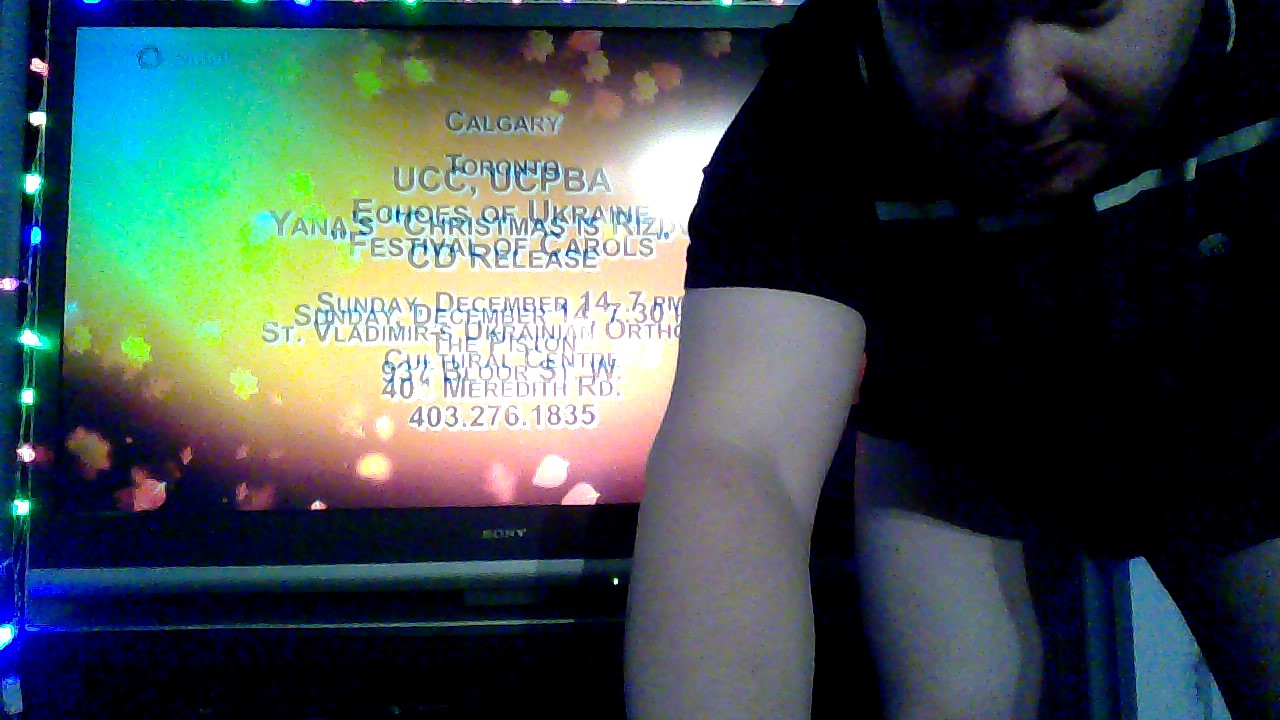 CALGARY
TORONTO
UCC, UCPBA
ECHOES OF UKRAINE
YANA'S "CHRISTMAS IS
"FESTIVAL OF CAROLS"
CD RELEASE
SUNDAY, DECEMBER 14, 7 PM
SUNDAY, DECEMBER 14, 7:30
ST. VLADIMIR'S UKRAINIAN
THE PISTON
CULTURAL
937 BLOOR ST. W.
MEREDITH RD.
403.276.1835
SONY